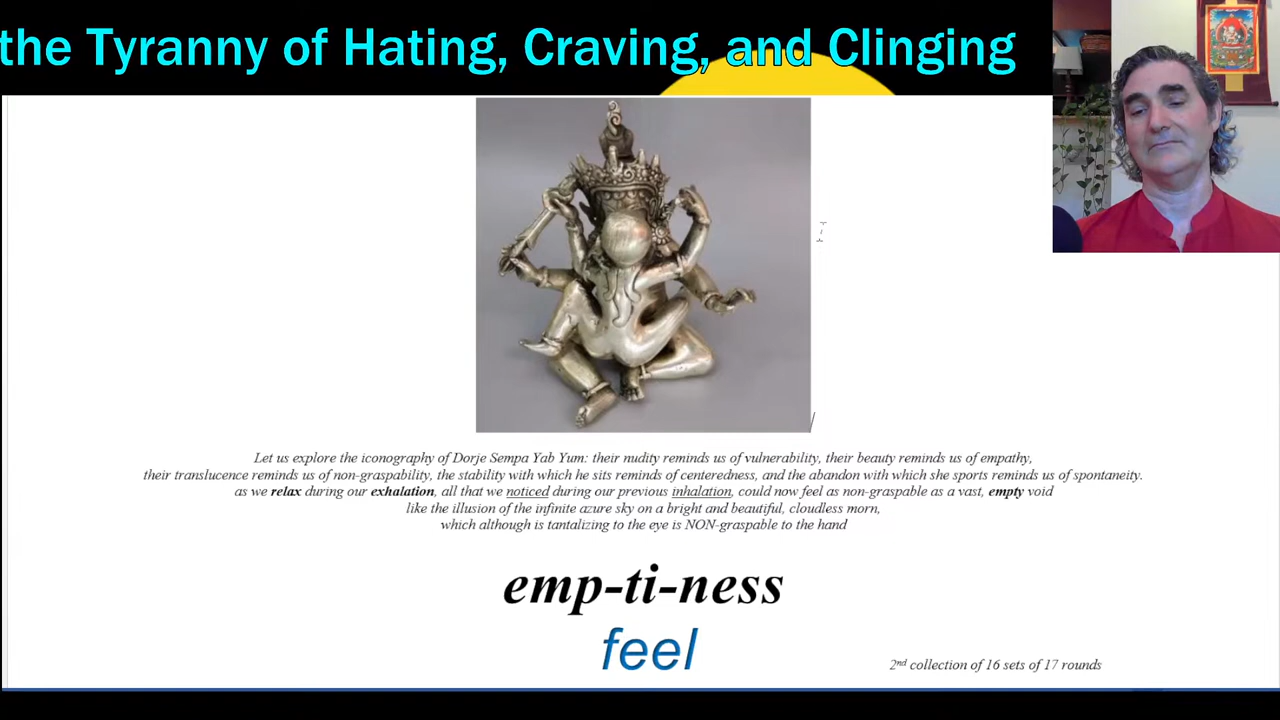 the Tyranny of Hating, Craving, and Clinging
Let us explore the iconography of Dorje Sempa Yab Yum: their nudity reminds us of vulnerability, their beauty reminds us of empathy,
their translucence reminds us of non-graspability, the stability with which he sits reminds of centeredness, and the abandon with which she sports reminds us of spontaneity.
as we relax during our exhalation, all that we noticed during our previous inhalation, could now feel as non-graspable as a vast, empty void
like the illusion of the infinite azure sky on a bright and beautiful, cloudless morn,
which although is tantalizing to the eye is NON-graspable to the hand
emp-ti-ness
feel
2nd collection of 16 sets of 17 rounds